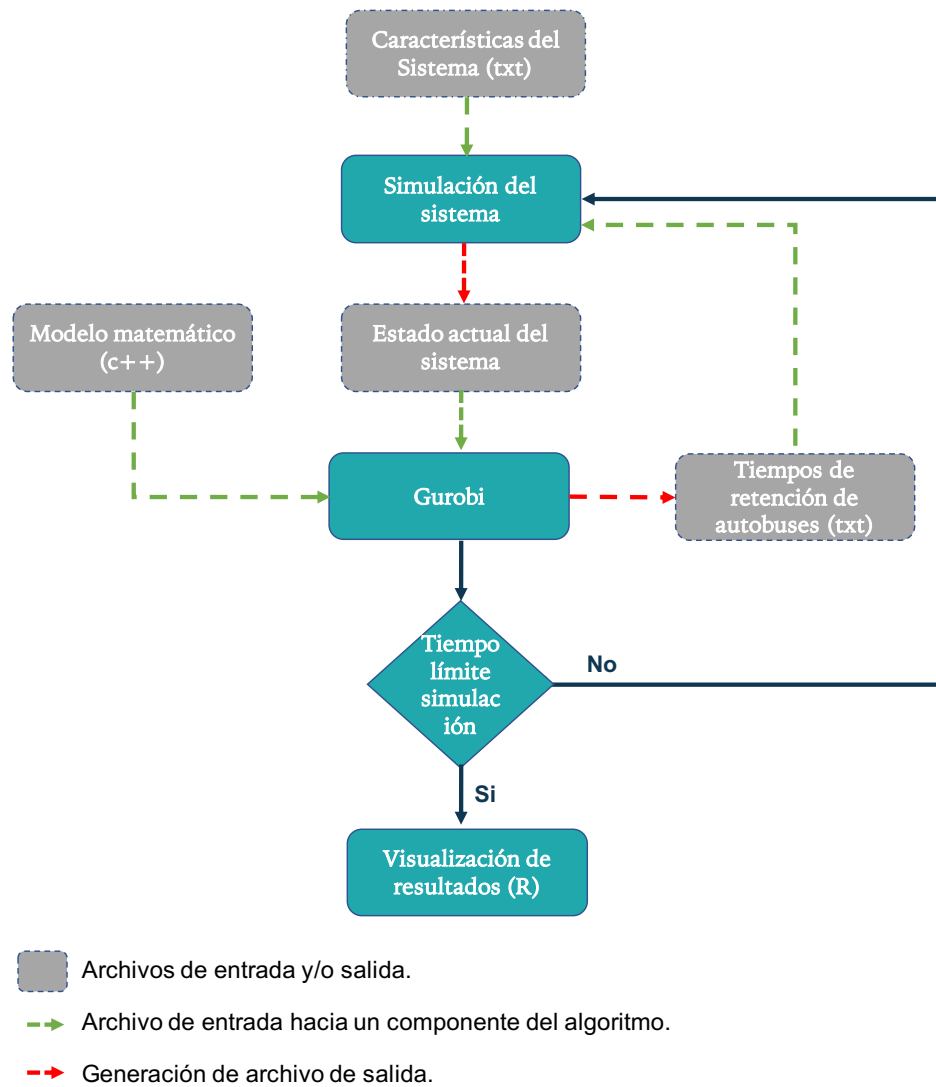 Características del
Sistema (txt)
Simulación del
sistema
Modelo matemático
(c++)
Estado actual del
sistema
Gurobi
Tiempos de
retención de
autobuses (txt)
Tiempo
límite
simulac
ión
No
Si
Visualización de
resultados (R)
Archivos de entrada y/o salida.
Archivo de entrada hacia un componente del algoritmo.
Generación de archivo de salida.